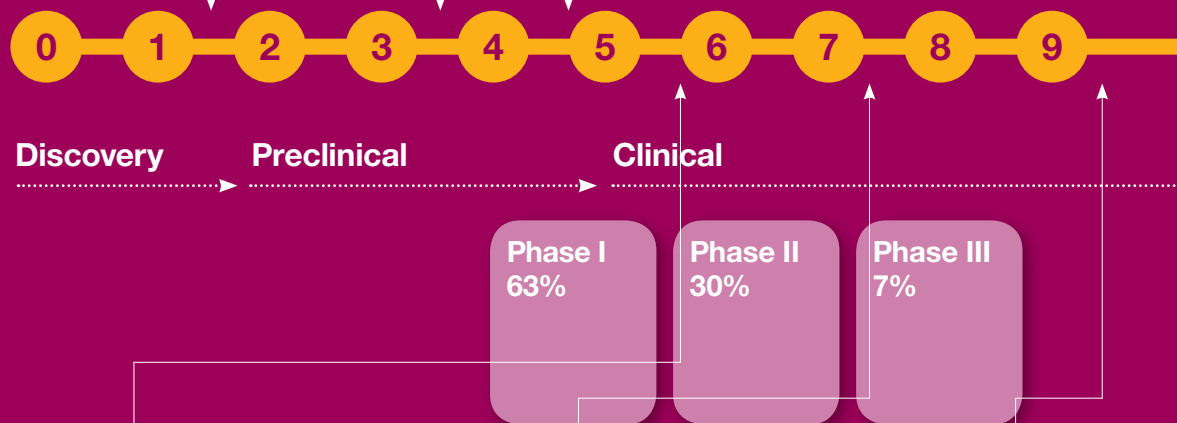 0 1 2 3 4 5 6 7 8 9
Discovery Preclinical Clinical
Phase I Phase II Phase III
63% 30% 7%